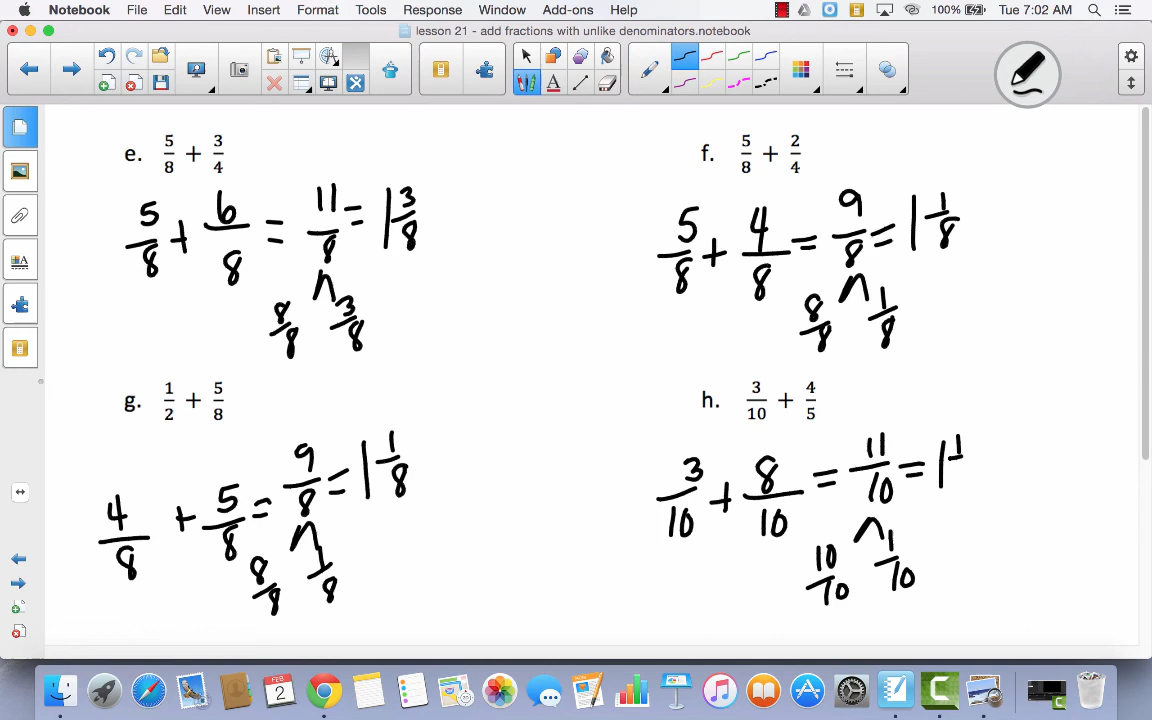 Notebook File Edit View Insert Format Tools Response Window Add-ons Help 100% Tue 7:02 AM
lesson 21 - add fractions with unlike denominators.notebook
e. 5/8 + 3/4
5/8 + 6/8 = 11/8 = 1 3/8
8/8 3/8
f. 5/8 + 2/4
5/8 + 4/8 = 9/8 = 1 1/8
8/8 1/8
g. 1/2 + 5/8
4/8 + 5/8 = 9/8 = 1 1/8
8/8 1/8
h. 3/10 + 4/5
3/10 + 8/10 = 11/10 = 1 1/
10/10 1/10
FEB
2